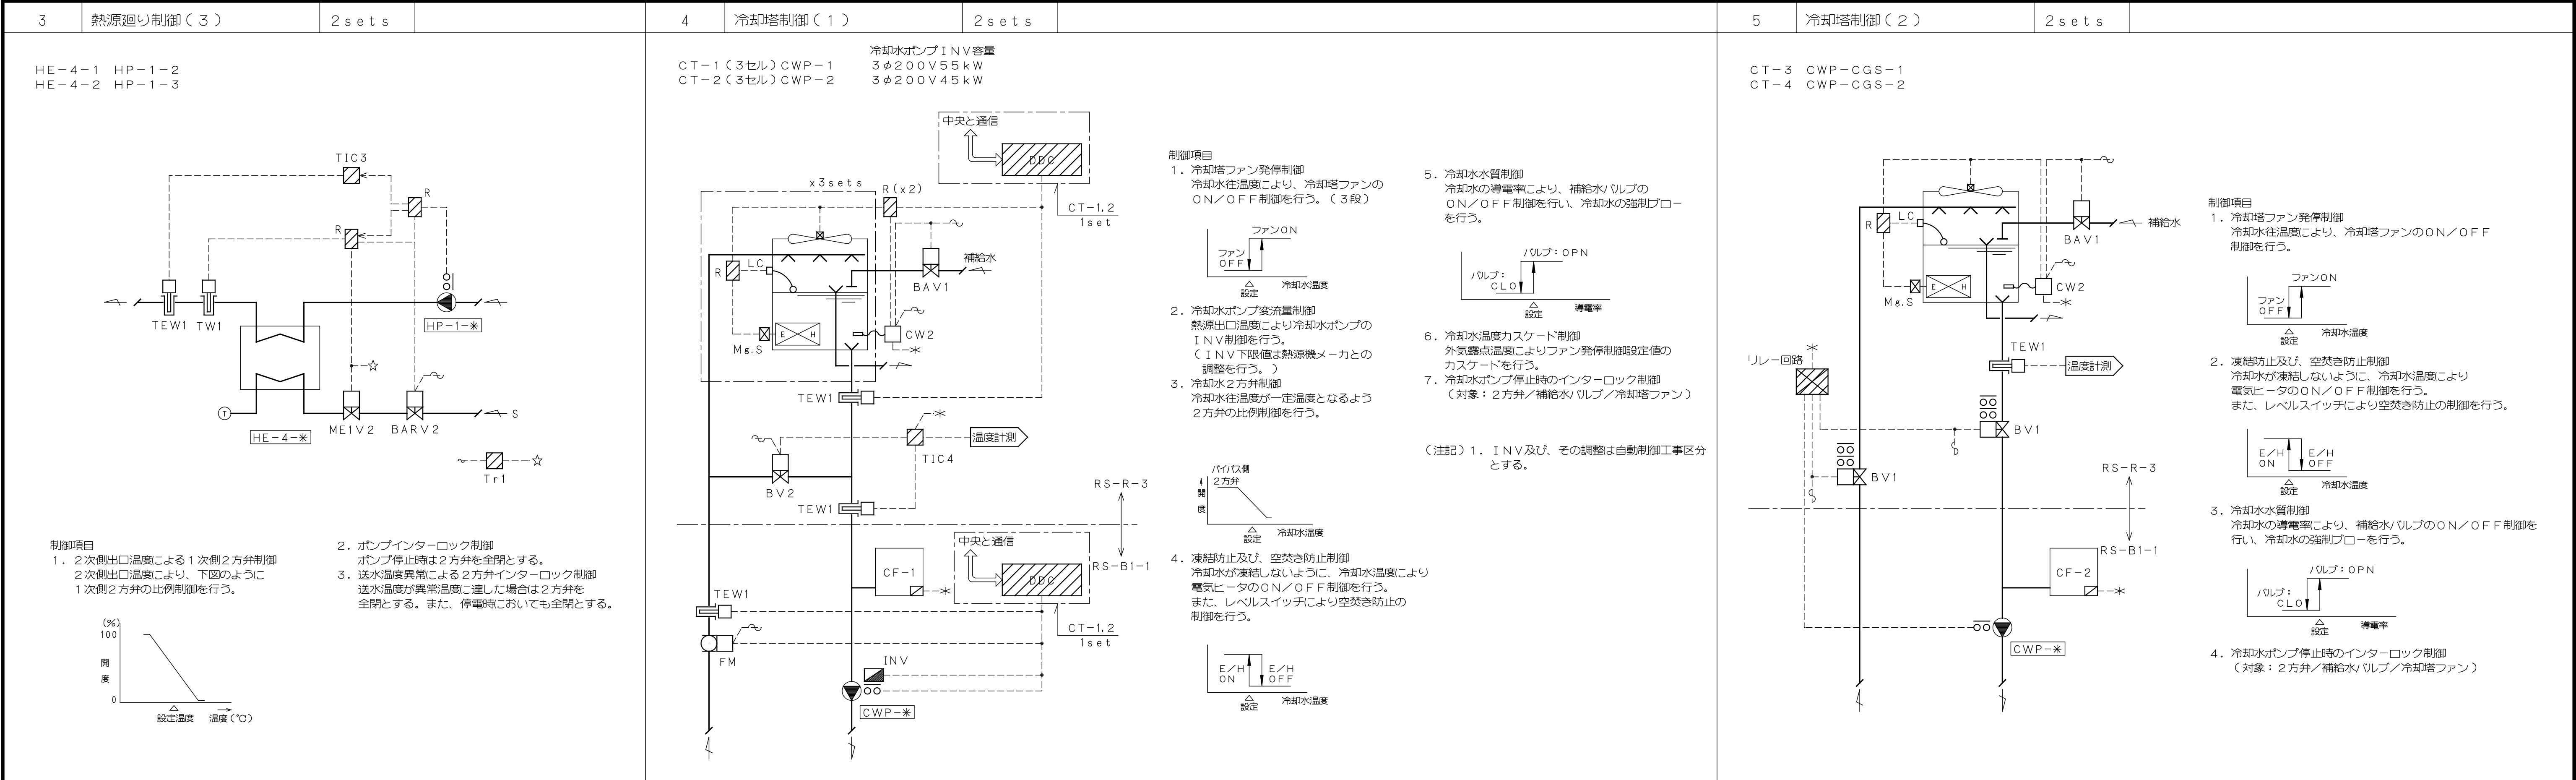 3 熱源廻り制御（３） 2sets
HE-4-1 HP-1-2
HE-4-2 HP-1-3
TIC3
R
R
TEW1 TW1
HP-1-*
☆
T
S
ME1V2 BARV2
HE-4-*
☆
Tr1
制御項目
1. ２次側出口温度による１次側２方弁制御
２次側出口温度により、下図のように
１次側２方弁の比例制御を行う。
(%)
100
開
度
0
設定温度 温度(℃)
2. ポンプインターロック制御
ポンプ停止時は２方弁を全閉とする。
3. 送水温度異常による２方弁インターロック制御
送水温度が異常温度に達した場合は２方弁を
全閉とする。また、停電時においても全閉とする。
4 冷却塔制御（１） 2sets
冷却水ポンプＩＮＶ容量
CT-1（3セル）CWP-1 3φ200V55kW
CT-2（3セル）CWP-2 3φ200V45kW
中央と通信
DDC
x3sets
R(x2)
CT-1,2
1set
補給水
R
LC
BAV1
E H
Mg.S
CW2
TEW1
温度計測
TIC4
BV2
TEW1
RS-R-3
RS-B1-1
中央と通信
CF-1
DDC
TEW1
CT-1,2
1set
FM
INV
CWP-*
制御項目
1. 冷却塔ファン発停制御
冷却水往温度により、冷却塔ファンの
ＯＮ／ＯＦＦ制御を行う。（３段）
ファンON
ファン
OFF
設定 冷却水温度
2. 冷却水ポンプ変流量制御
熱源出口温度により冷却水ポンプの
ＩＮＶ制御を行う。
（ＩＮＶ下限値は熱源機メーカとの
調整を行う。）
3. 冷却水２方弁制御
冷却水往温度が一定温度となるよう
２方弁の比例制御を行う。
バイパス側
2方弁
開
度
設定 冷却水温度
4. 凍結防止及び、空焚き防止制御
冷却水が凍結しないように、冷却水温度により
電気ヒータのＯＮ／ＯＦＦ制御を行う。
また、レベルスイッチにより空焚き防止の
制御を行う。
E/H E/H
ON OFF
設定 冷却水温度
5. 冷却水水質制御
冷却水の導電率により、補給水バルブの
ＯＮ／ＯＦＦ制御を行い、冷却水の強制ブロー
を行う。
バルブ：OPN
バルブ：
CLO
設定 導電率
6. 冷却水温度カスケード制御
外気露点温度によりファン発停制御設定値の
カスケードを行う。
7. 冷却水ポンプ停止時のインターロック制御
（対象：２方弁／補給水バルブ／冷却塔ファン）
（注記）１．ＩＮＶ及び、その調整は自動制御工事区分
とする。
5 冷却塔制御（２） 2sets
CT-3 CWP-CGS-1
CT-4 CWP-CGS-2
R
LC
補給水
BAV1
E H
Mg.S
CW2
TEW1
リレー回路
温度計測
BV1
BV1
RS-R-3
RS-B1-1
CF-2
CWP-*
制御項目
1. 冷却塔ファン発停制御
冷却水往温度により、冷却塔ファンのＯＮ／ＯＦＦ
制御を行う。
ファンON
ファン
OFF
設定 冷却水温度
2. 凍結防止及び、空焚き防止制御
冷却水が凍結しないように、冷却水温度により
電気ヒータのＯＮ／ＯＦＦ制御を行う。
また、レベルスイッチにより空焚き防止の制御を行う。
E/H E/H
ON OFF
設定 冷却水温度
3. 冷却水水質制御
冷却水の導電率により、補給水バルブのＯＮ／ＯＦＦ制御を
行い、冷却水の強制ブローを行う。
バルブ：OPN
バルブ：
CLO
設定 導電率
4. 冷却水ポンプ停止時のインターロック制御
（対象：２方弁／補給水バルブ／冷却塔ファン）